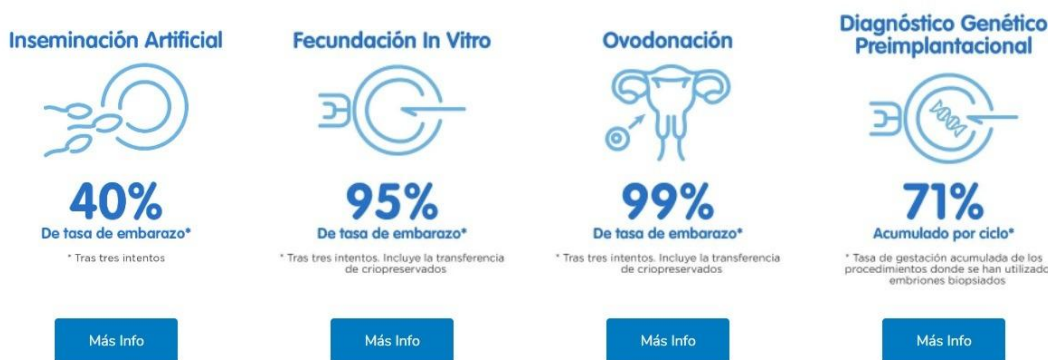 Inseminación Artificial
40%
De tasa de embarazo*
* Tras tres intentos
Más Info
Fecundación In Vitro
95%
De tasa de embarazo*
* Tras tres intentos. Incluye la transferencia
de criopreservados
Más Info
Ovodonación
99%
De tasa de embarazo*
* Tras tres intentos. Incluye la transferencia
de criopreservados
Más Info
Diagnóstico Genético
Preimplantacional
71%
Acumulado por ciclo*
* Tasa de gestación acumulada de los
procedimientos donde se han utilizado
embriones biopsiados
Más Info